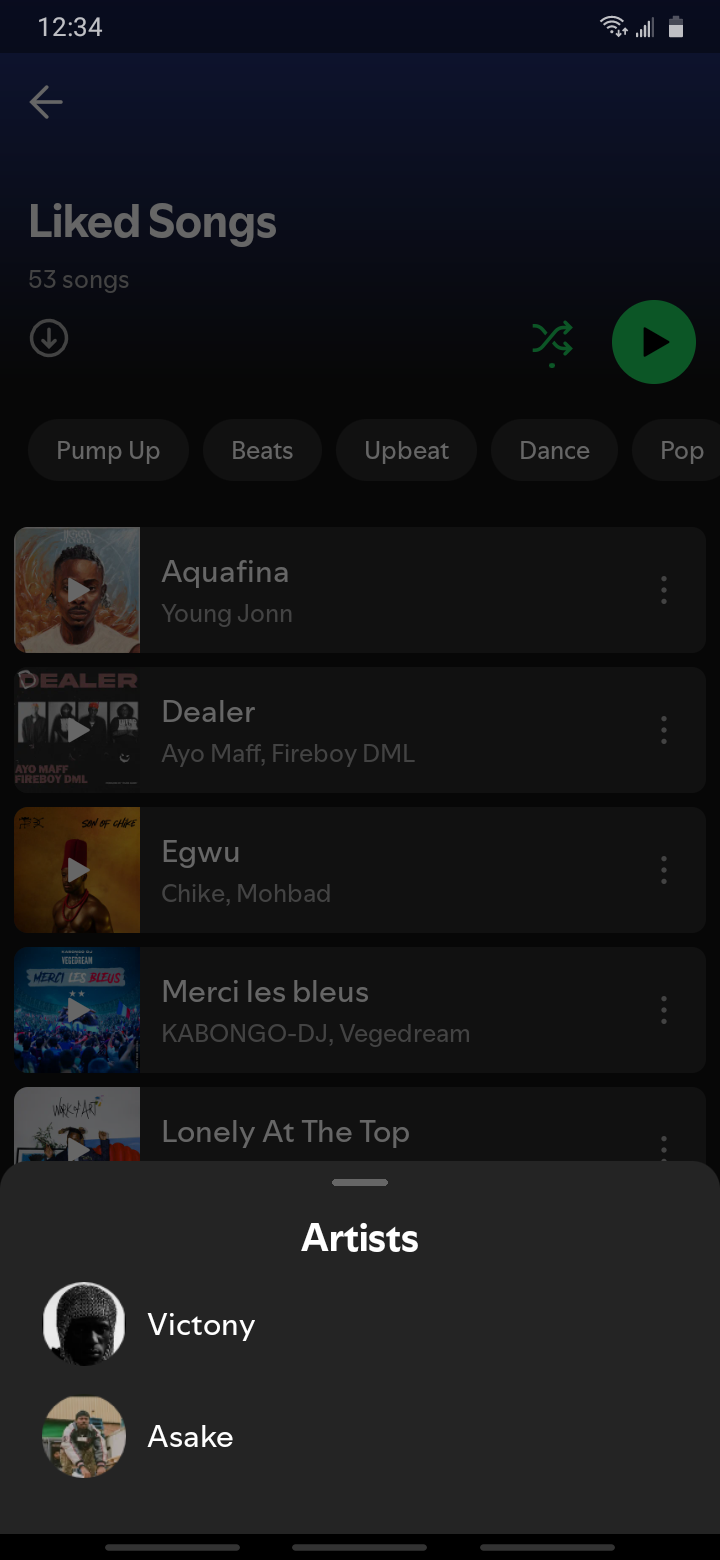 12:34
Liked Songs
53 songs
Pump Up
Beats
Upbeat
Dance
Pop
Aquafina
Young Jonn
DEALER
AYO MAFF
FIREBOY DML
Dealer
Ayo Maff, Fireboy DML
SON OF CHIKE
Egwu
Chike, Mohbad
KABONGO-DJ
VEGEDREAM
MERCI LES BLEUS
Merci les bleus
KABONGO-DJ, Vegedream
WORK OF ART
Lonely At The Top
Artists
Victony
Asake